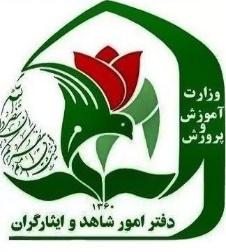 وزارت
آموزش
و
پرورش
۱۳۶۰
دفتر امور شاهد و ایثارگران